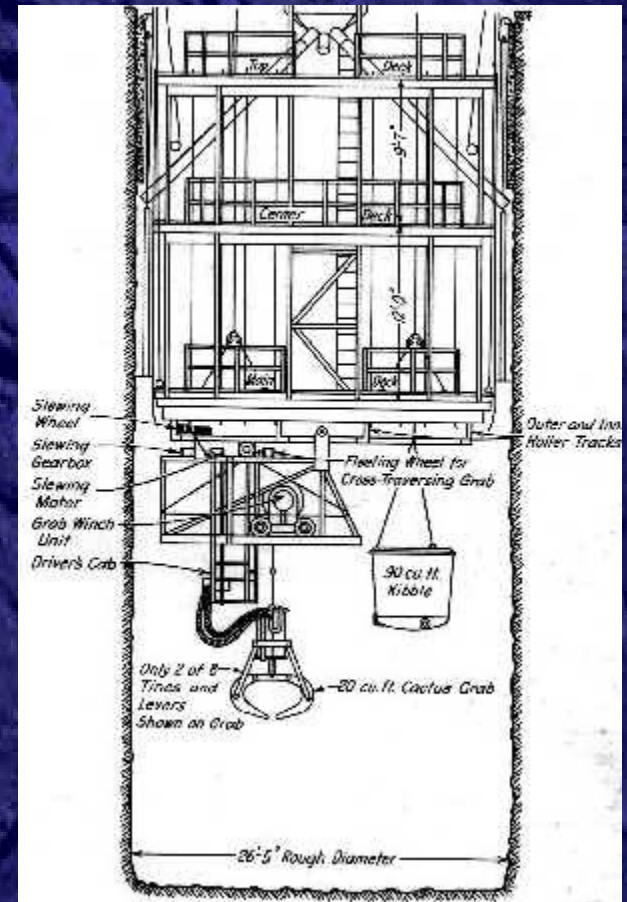 Top Deck
9'-7"
Center Deck
12'-0"
Main Deck
Slewing
Wheel
Slewing
Gearbox
Slewing
Motor
Grab Winch
Unit
Driver's Cab
Outer and Inn
Roller Tracks
Fleeting Wheel for
Cross-Traversing Grab
90 cu. ft.
Kibble
Only 2 of 8
Tines and
Levers
Shown on Grab
20 cu. ft. Cactus Grab
26'-5" Rough Diameter